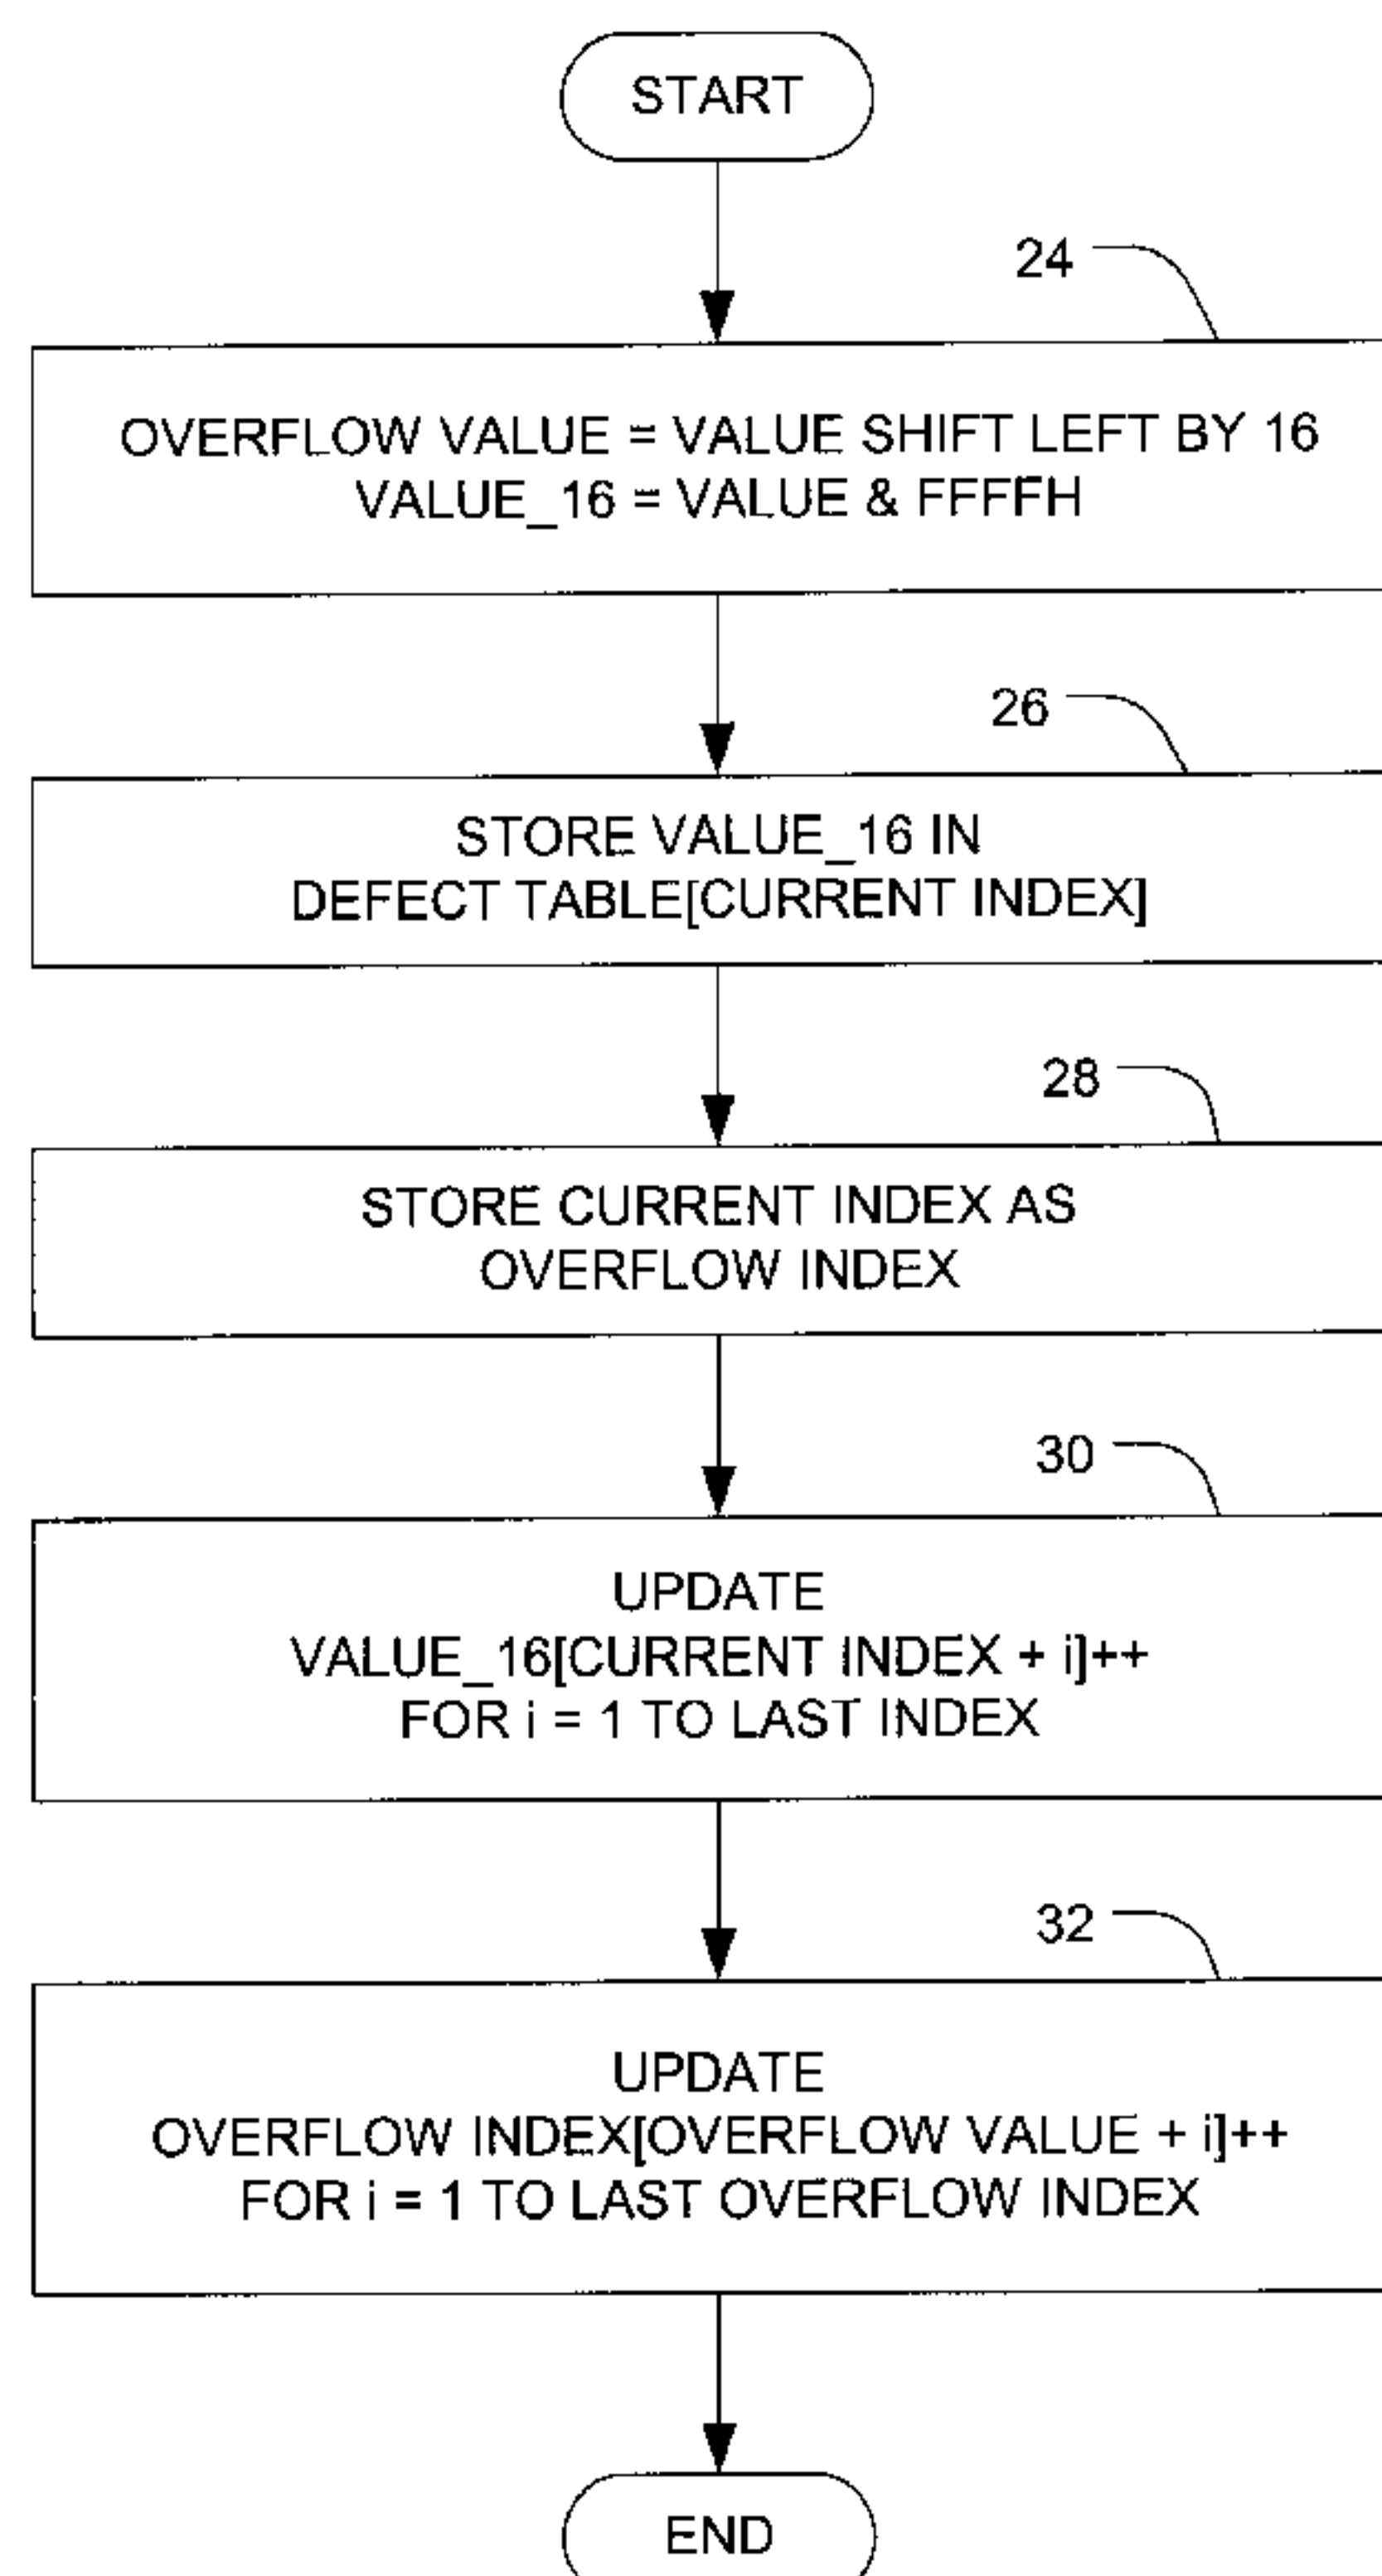 START
24
OVERFLOW VALUE = VALUE SHIFT LEFT BY 16
VALUE_16 = VALUE & FFFFH
26
STORE VALUE_16 IN
DEFECT TABLE[CURRENT INDEX]
28
STORE CURRENT INDEX AS
OVERFLOW INDEX
30
UPDATE
VALUE_16[CURRENT INDEX + i]++
FOR i = 1 TO LAST INDEX
32
UPDATE
OVERFLOW INDEX[OVERFLOW VALUE + i]++
FOR i = 1 TO LAST OVERFLOW INDEX
END